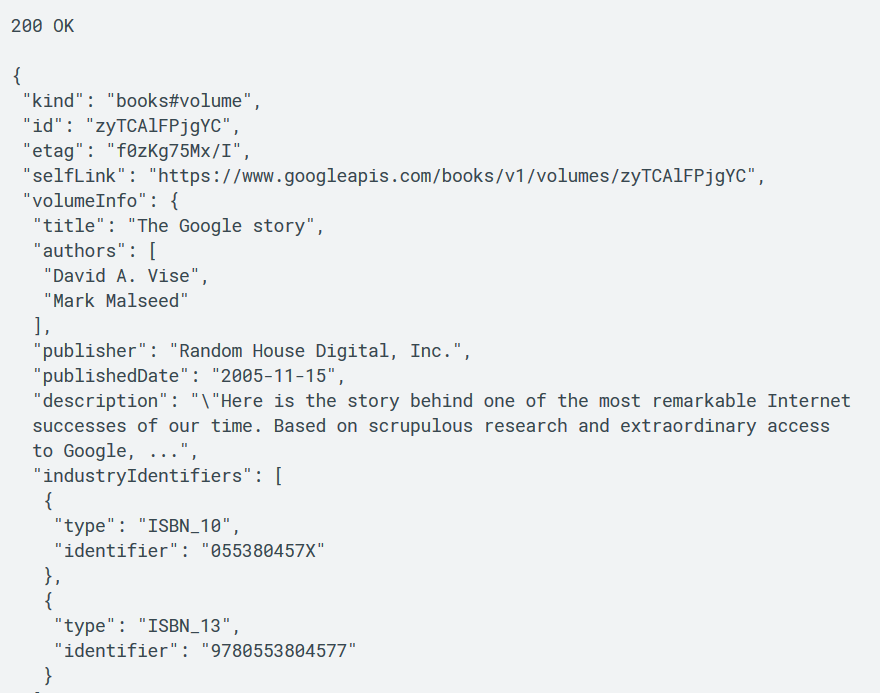 200 OK
{
"kind": "books#volume",
"id": "zyTCAlFPjgYC",
"etag": "f0zKg75Mx/I",
"selfLink": "https://www.googleapis.com/books/v1/volumes/zyTCAlFPjgYC",
"volumeInfo": {
"title": "The Google story",
"authors": [
"David A. Vise",
"Mark Malseed"
],
"publisher": "Random House Digital, Inc.",
"publishedDate": "2005-11-15",
"description": "\"Here is the story behind one of the most remarkable Internet
successes of our time. Based on scrupulous research and extraordinary access
to Google, ...",
"industryIdentifiers": [
{
"type": "ISBN_10",
"identifier": "055380457X"
},
{
"type": "ISBN_13",
"identifier": "9780553804577"
}